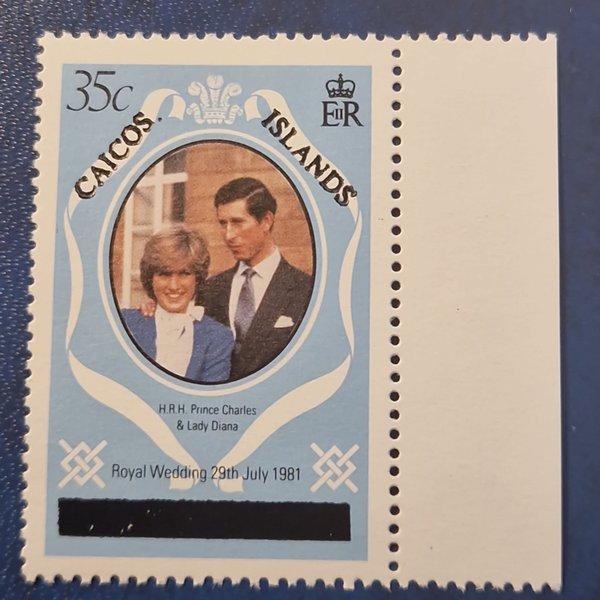 35c
EIIR
CAICOS
ISLANDS
H.R.H. Prince Charles
& Lady Diana
Royal Wedding 29th July 1981